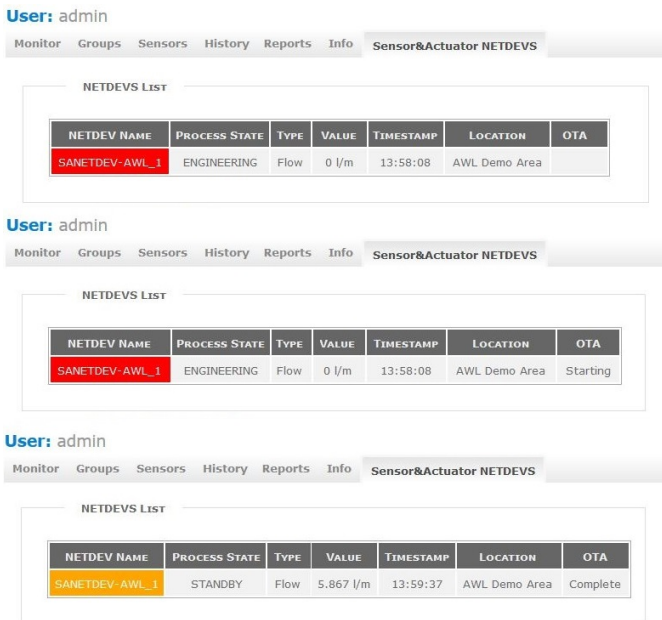 User: admin
Monitor Groups Sensors History Reports Info Sensor&Actuator NETDEVS
NETDEVS List
NETDEV Name Process State Type Value Timestamp Location OTA
SANETDEV-AWL_1 ENGINEERING Flow 0 l/m 13:58:08 AWL Demo Area
User: admin
Monitor Groups Sensors History Reports Info Sensor&Actuator NETDEVS
NETDEVS List
NETDEV Name Process State Type Value Timestamp Location OTA
SANETDEV-AWL_1 ENGINEERING Flow 0 l/m 13:58:08 AWL Demo Area Starting
User: admin
Monitor Groups Sensors History Reports Info Sensor&Actuator NETDEVS
NETDEVS List
NETDEV Name Process State Type Value Timestamp Location OTA
SANETDEV-AWL_1 STANDBY Flow 5.867 l/m 13:59:37 AWL Demo Area Complete